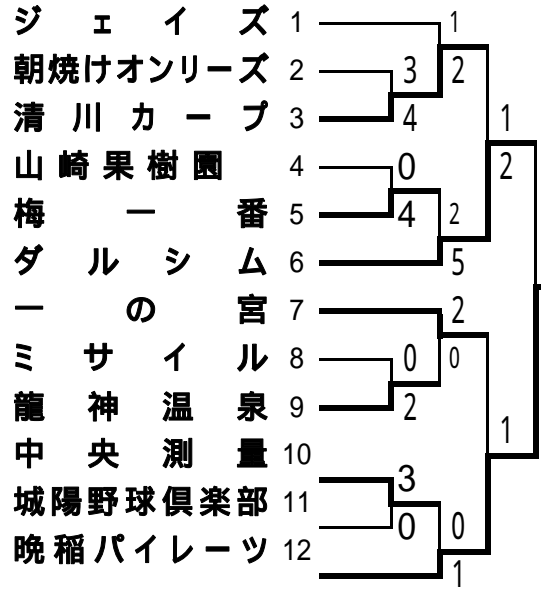 ジェイズ 1 1
朝焼けオンリーズ 2 3 2
清川カープ 3 4 1
山崎果樹園 4 0 2
梅一番 5 4 2
ダルシム 6 5
一の宮 7 2
ミサイル 8 0 0
龍神温泉 9 2
中央測量 10 1
城陽野球倶楽部 11 3
晩稲パイレーツ 12 0 0
1